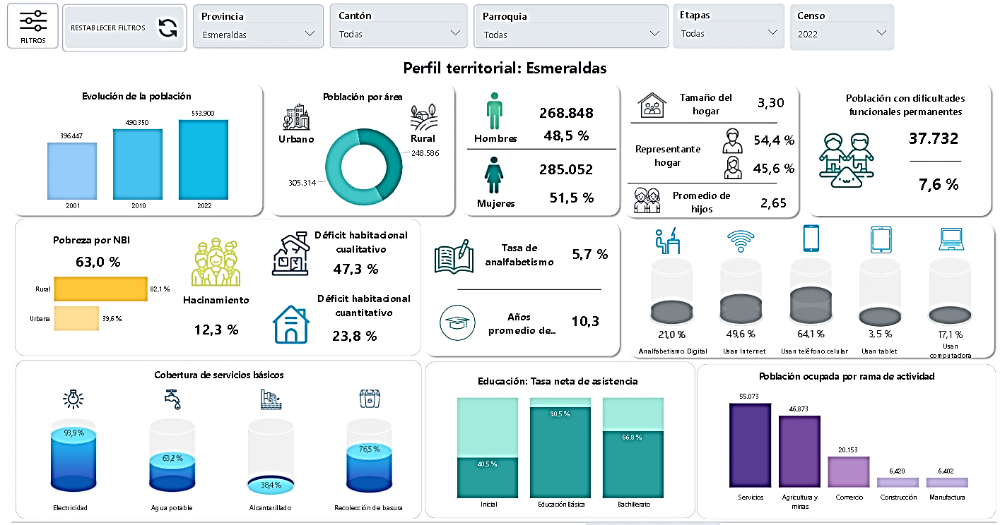 FILTROS
RESTABLECER FILTROS
Provincia
Esmeraldas
Cantón
Todas
Parroquia
Todas
Etapas
Todas
Censo
2022
Perfil territorial: Esmeraldas
Evolución de la población
396.447
490.350
553.900
2001
2010
2022
Población por área
Urbano
Rural
248.586
305.314
Hombres
268.848
48,5 %
Mujeres
285.052
51,5 %
Tamaño del
hogar
3,30
Representante
hogar
54,4 %
45,6 %
Promedio de
hijos
2,65
Población con dificultades
funcionales permanentes
37.732
7,6 %
Pobreza por NBI
63,0 %
Rural
82,1 %
Urbana
39,6 %
Hacinamiento
12,3 %
Déficit habitacional
cualitativo
47,3 %
Déficit habitacional
cuantitativo
23,8 %
Tasa de
analfabetismo
5,7 %
Años
promedio de..
10,3
21,0 %
Analfabetismo Digital
49,6 %
Usan Internet
64,1 %
Usan teléfono celular
3,5 %
Usan tablet
17,1 %
Usan
computadora
Cobertura de servicios básicos
93,9 %
63,2 %
38,4 %
76,5 %
Electricidad
Agua potable
Alcantarillado
Recolección de basura
Educación: Tasa neta de asistencia
40,5 %
90,5 %
66,8 %
Inicial
Educación Básica
Bachillerato
Población ocupada por rama de actividad
55.073
46.873
20.153
6.420
6.402
Servicios
Agricultura y
minas
Comercio
Construcción
Manufactura